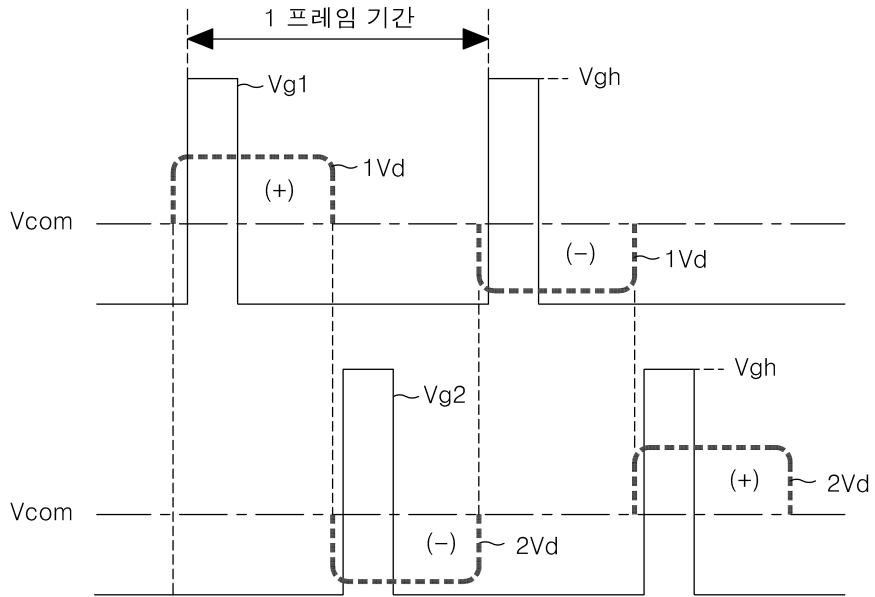 1 프레임 기간
Vg1
Vgh
1Vd
(+)
Vcom
(-)
1Vd
Vgh
Vg2
2Vd
(+)
Vcom
(-)
2Vd